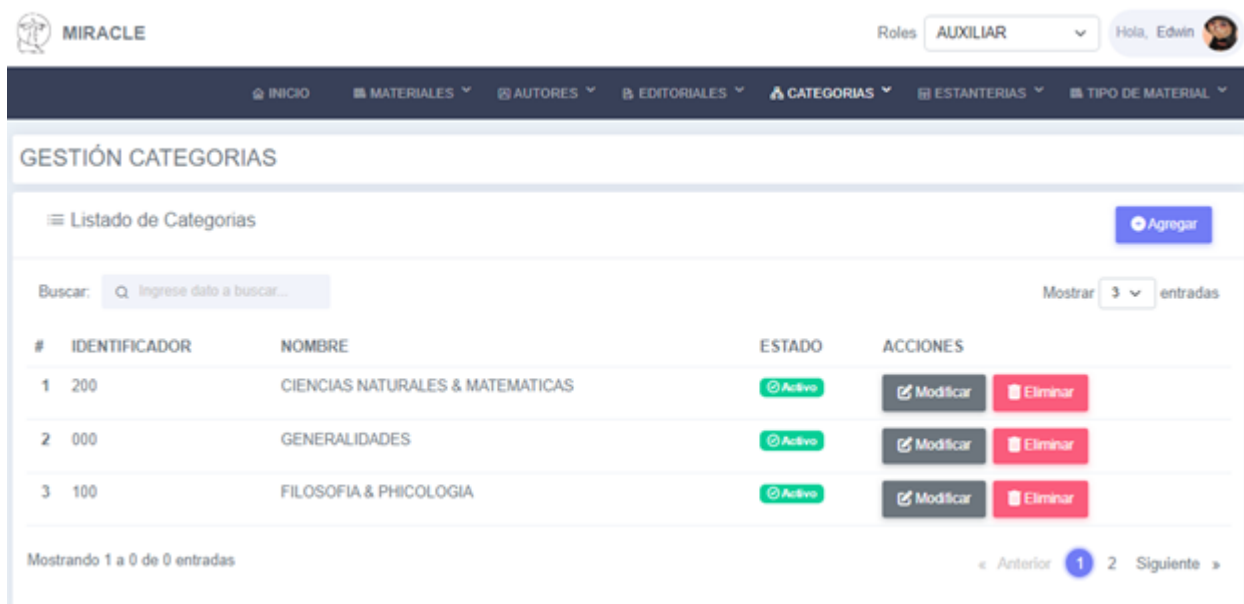 MIRACLE Roles AUXILIAR Hola, Edwin
INICIO MATERIALES AUTORES EDITORIALES CATEGORIAS ESTANTERIAS TIPO DE MATERIAL
GESTIÓN CATEGORIAS
Listado de Categorias Agregar
Buscar: Ingrese dato a buscar... Mostrar 3 entradas
# IDENTIFICADOR NOMBRE ESTADO ACCIONES
1 200 CIENCIAS NATURALES & MATEMATICAS Activo Modificar Eliminar
2 000 GENERALIDADES Activo Modificar Eliminar
3 100 FILOSOFIA & PHICOLOGIA Activo Modificar Eliminar
Mostrando 1 a 0 de 0 entradas « Anterior 1 2 Siguiente »